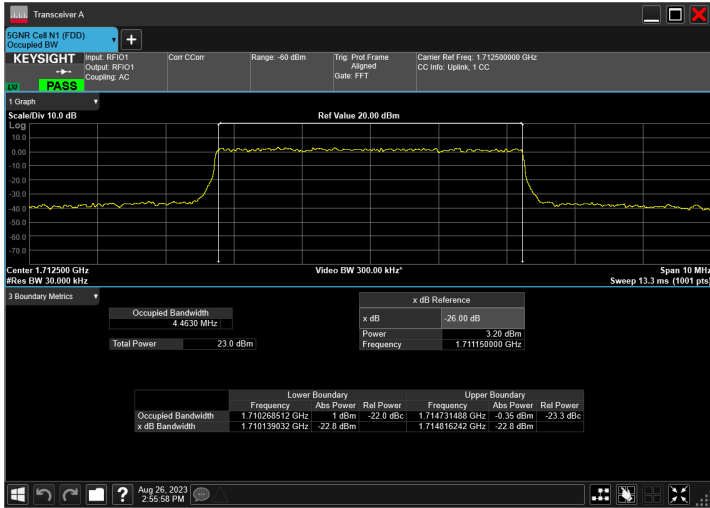 Transceiver A
5GNR Cell N1 (FDD)
Occupied BW
KEYSIGHT
LXI
PASS
Input: RFIO1
Output: RFIO1
Coupling: AC
Corr CCorr
Range: -60 dBm
Trig: Prot Frame
Aligned
Gate: FFT
Carrier Ref Freq: 1.712500000 GHz
CC Info: Uplink, 1 CC
1 Graph
Scale/Div 10.0 dB
Ref Value 20.00 dBm
Log
10.0
0.00
-10.0
-20.0
-30.0
-40.0
-50.0
-60.0
-70.0
Center 1.712500 GHz
Video BW 300.00 kHz*
Span 10 MHz
#Res BW 30.000 kHz
Sweep 13.3 ms (1001 pts)
3 Boundary Metrics
Occupied Bandwidth
4.4630 MHz
Total Power 23.0 dBm
x dB Reference
x dB -26.00 dB
Power 3.20 dBm
Frequency 1.711150000 GHz
Lower Boundary Upper Boundary
Frequency Abs Power Rel Power Frequency Abs Power Rel Power
Occupied Bandwidth 1.710268512 GHz 1 dBm -22.0 dBc 1.714731488 GHz -0.35 dBm -23.3 dBc
x dB Bandwidth 1.710139032 GHz -22.8 dBm 1.714816242 GHz -22.8 dBm
Aug 26, 2023
2:55:58 PM